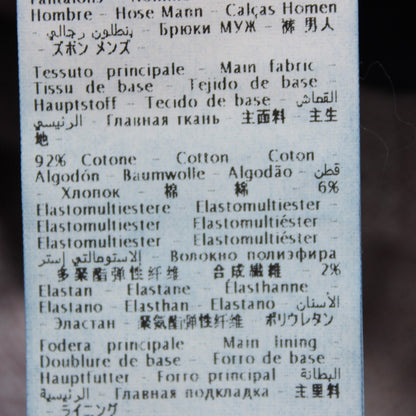 Hombre - Hose Mann - Calças Homen
- بنطلون رجالي - Брюки МУЖ - 裤 男人
- ズボン メンズ -
Tessuto principale - Main fabric -
Tissu de base - Tejido de base -
Hauptstoff - Tecido de base - القماش
الرئيسي - Главная ткань - 主面料 - 主生
地 -
92% Cotone - Cotton - Coton -
Algodón - Baumwolle - Algodão - قطن
- Хлопок - 棉 - 綿 - 6%
Elastomultiestere Elastomultiester
Elastomultiester Elastomultiéster
Elastomultiester Elastomultiéster
- الاستومالتي إستر - Волокно полиэфира
多聚酯弹性纤维 合成繊維 - 2%
Elastan - Elastane - Élasthanne
Elastano - Elasthan - Elastano - الأستان
- Эластан - 聚氨酯弹性纤维 - ポリウレタン
Fodera principale - Main lining
Doublure de base - Forro de base -
Hauptfutter - Forro principal - البطانة
الرئيسية - Главная подкладка - 主里料
- ライニング